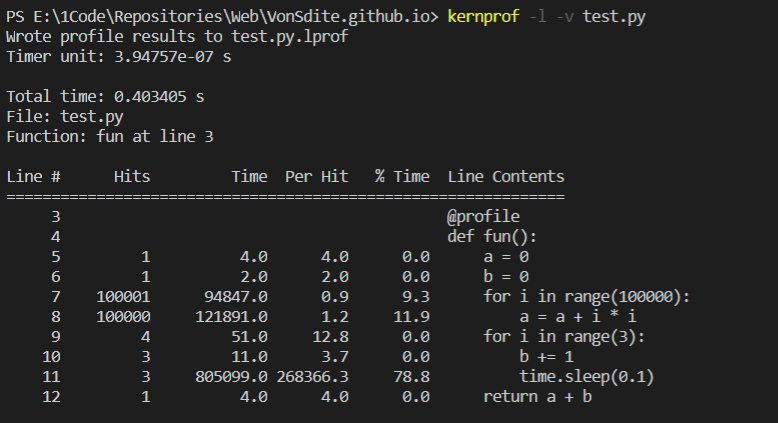 PS E:\1Code\Repositories\Web\VonSdite.github.io> kernprof -l -v test.py
Wrote profile results to test.py.lprof
Timer unit: 3.94757e-07 s

Total time: 0.403405 s
File: test.py
Function: fun at line 3

Line #      Hits         Time  Per Hit   % Time  Line Contents
==============================================================
     3                                           @profile
     4                                           def fun():
     5         1          4.0      4.0      0.0      a = 0
     6         1          2.0      2.0      0.0      b = 0
     7    100001      94847.0      0.9      9.3      for i in range(100000):
     8    100000     121891.0      1.2     11.9          a = a + i * i
     9         4         51.0     12.8      0.0      for i in range(3):
    10         3         11.0      3.7      0.0          b += 1
    11         3     805099.0 268366.3     78.8          time.sleep(0.1)
    12         1          4.0      4.0      0.0      return a + b